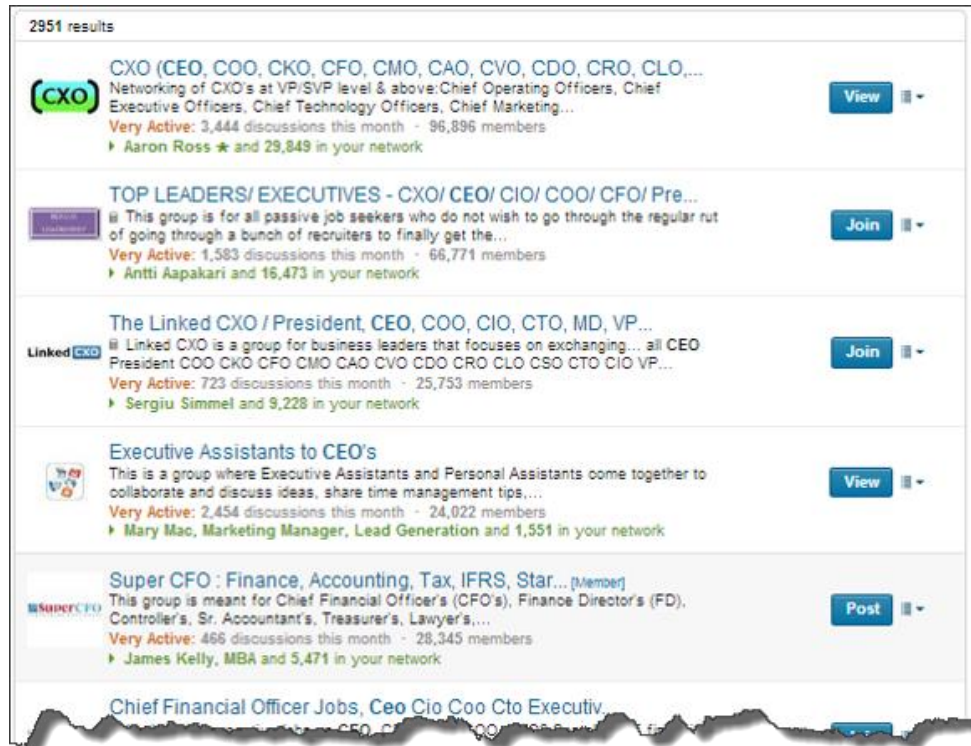 2951 results
CXO (CEO, COO, CKO, CFO, CMO, CAO, CVO, CDO, CRO, CLO,...
(CXO)
Networking of CXO's at VP/SVP level & above:Chief Operating Officers, Chief
Executive Officers, Chief Technology Officers, Chief Marketing...
View
Very Active: 3,444 discussions this month · 96,896 members
Aaron Ross ★ and 29,849 in your network
TOP LEADERS/ EXECUTIVES - CXO/ CEO/ CIO/ COO/ CFO/ Pre...
This group is for all passive job seekers who do not wish to go through the regular rut
of going through a bunch of recruiters to finally get the...
Join
Very Active: 1,583 discussions this month · 66,771 members
Antti Aapakari and 16,473 in your network
The Linked CXO / President, CEO, COO, CIO, CTO, MD, VP...
Linked CXO
Linked CXO is a group for business leaders that focuses on exchanging... all CEO
President COO CKO CFO CMO CAO CVO CDO CRO CLO CSO CTO CIO VP...
Join
Very Active: 723 discussions this month · 25,753 members
Sergiu Simmel and 9,228 in your network
Executive Assistants to CEO's
This is a group where Executive Assistants and Personal Assistants come together to
collaborate and discuss ideas, share time management tips,...
View
Very Active: 2,454 discussions this month · 24,022 members
Mary Mac, Marketing Manager, Lead Generation and 1,551 in your network
Super CFO : Finance, Accounting, Tax, IFRS, Star... [Member]
SuperCFO
This group is meant for Chief Financial Officer's (CFO's), Finance Director's (FD),
Controller's, Sr. Accountant's, Treasurer's, Lawyer's,...
Post
Very Active: 466 discussions this month · 28,345 members
James Kelly, MBA and 5,471 in your network
Chief Financial Officer Jobs, Ceo Cio Coo Cto Executiv...